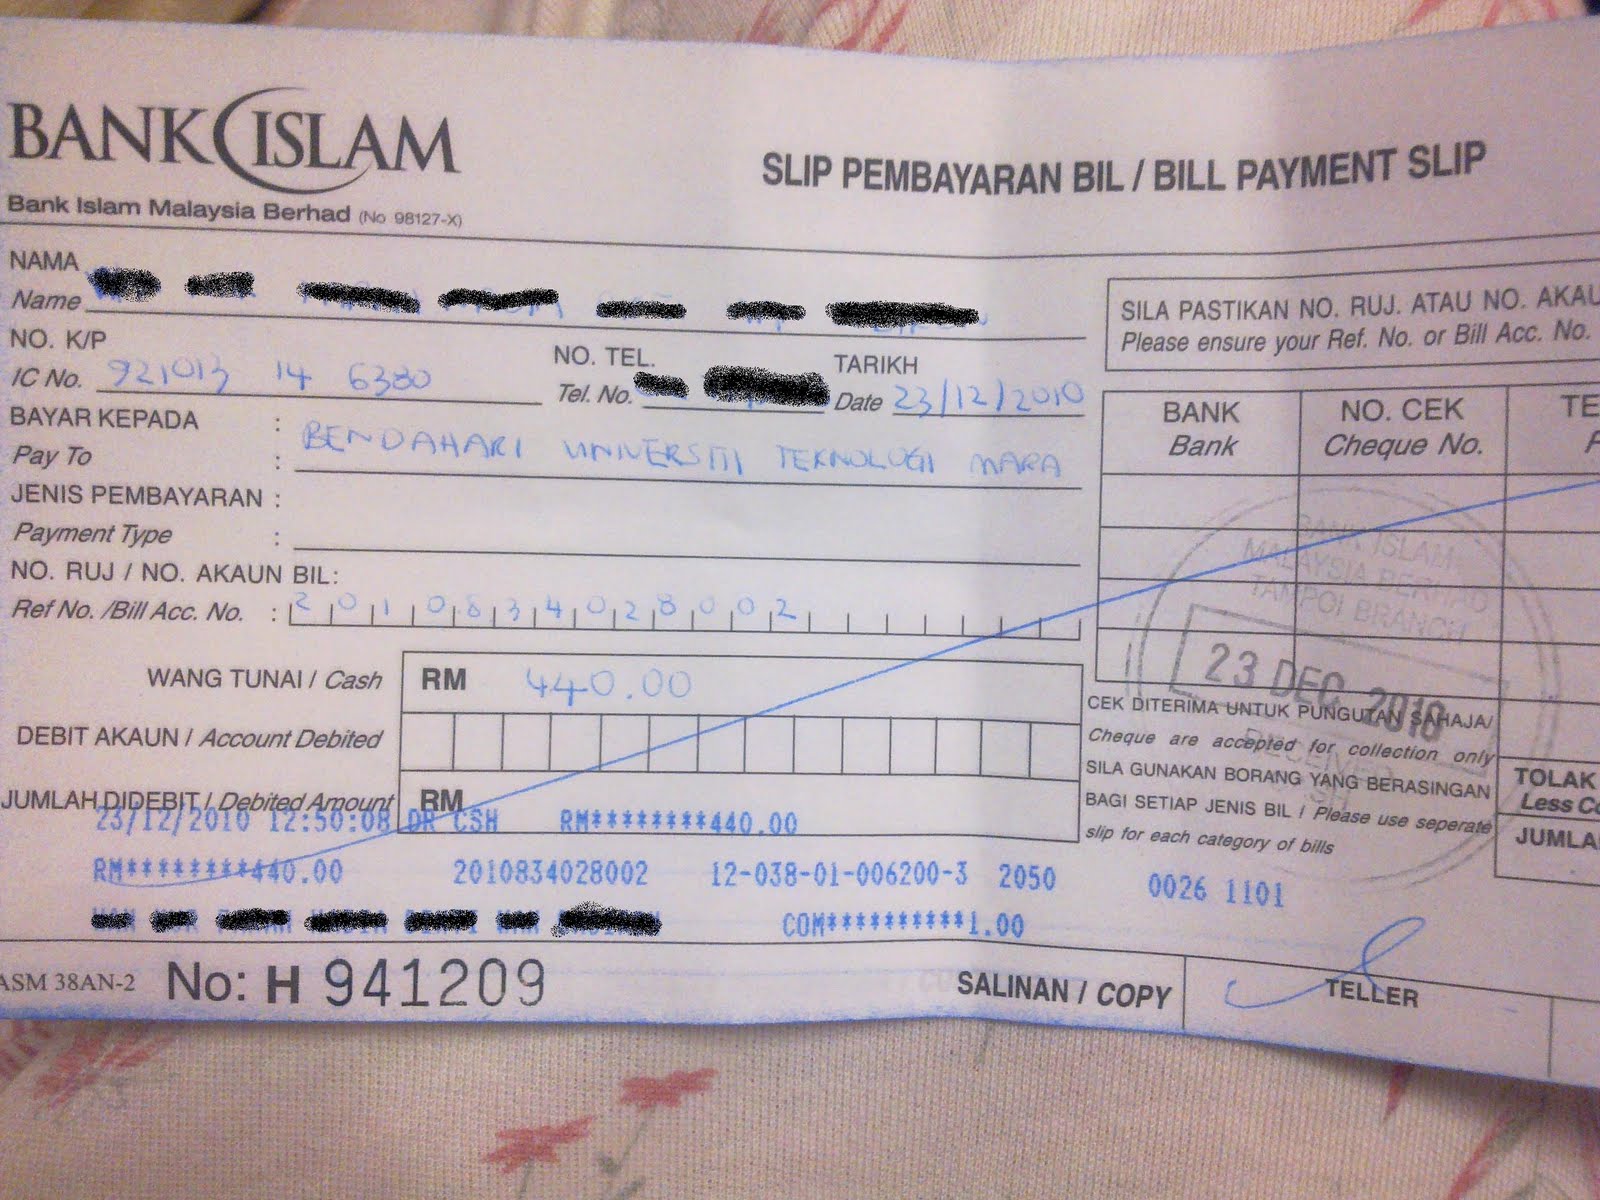 BANK ISLAM
Bank Islam Malaysia Berhad (No 98127-X)
SLIP PEMBAYARAN BIL / BILL PAYMENT SLIP
NAMA
Name
NO. K/P
IC No. 921013 14 6380
NO. TEL.
Tel. No.
TARIKH
Date 23/12/2010
BAYAR KEPADA :
Pay To : BENDAHARI UNIVERSITI TEKNOLOGI MARA
JENIS PEMBAYARAN :
Payment Type :
NO. RUJ / NO. AKAUN BIL:
Ref No. /Bill Acc. No. : 2010834028002
WANG TUNAI / Cash RM 440.00
DEBIT AKAUN / Account Debited
JUMLAH DIDEBIT / Debited Amount RM
SILA PASTIKAN NO. RUJ. ATAU NO. AKAU
Please ensure your Ref. No. or Bill Acc. No.
BANK NO. CEK TE
Bank Cheque No.
BANK ISLAM
MALAYSIA BERHAD
TAMPOI BRANCH
23 DEC 2010
RECEIVED
CEK DITERIMA UNTUK PUNGUTAN SAHAJA/
Cheque are accepted for collection only
SILA GUNAKAN BORANG YANG BERASINGAN
BAGI SETIAP JENIS BIL / Please use seperate
slip for each category of bills
TOLAK
Less Co
JUMLA
23/12/2010 12:50:08 DR CSH RM********440.00
RM*********440.00 2010834028002 12-038-01-006200-3 2050 0026 1101
COM**********1.00
ASM 38AN-2 No: H 941209
SALINAN / COPY
TELLER